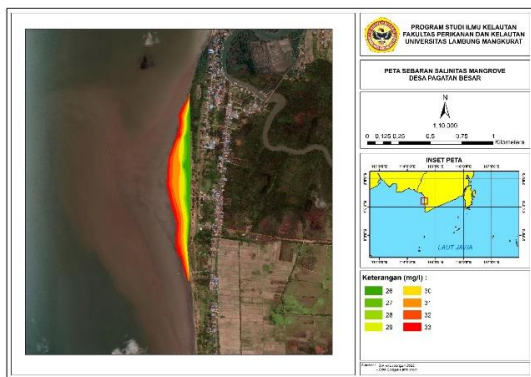 PROGRAM STUDI ILMU KELAUTAN
FAKULTAS PERIKANAN DAN KELAUTAN
UNIVERSITAS LAMBUNG MANGKURAT
PETA SEBARAN SALINITAS MANGROVE
DESA PAGATAN BESAR
N
1:10.000
0 0,125 0,25 0,5 0,75 1
Kilometers
INSET PETA
LAUT JAVA
Keterangan (mg/l) :
26 30
27 31
28 32
29 33